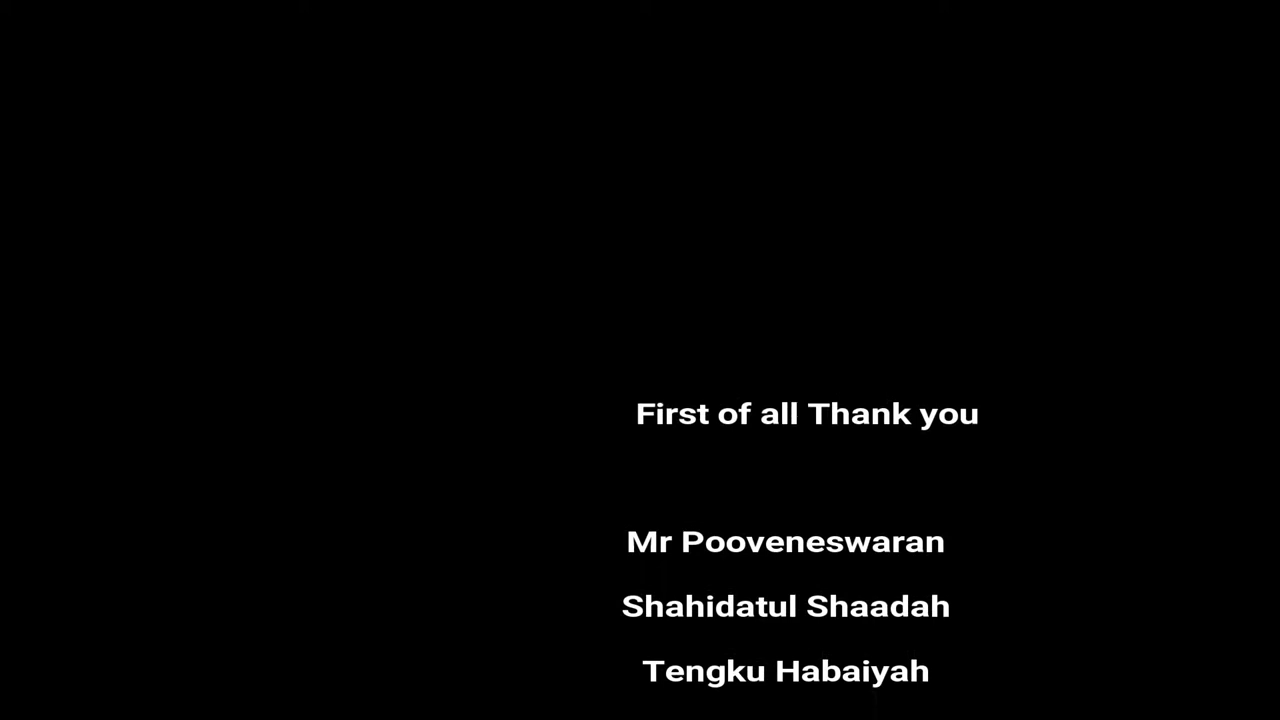 First of all Thank you
Mr Pooveneswaran
Shahidatul Shaadah
Tengku Habaiyah